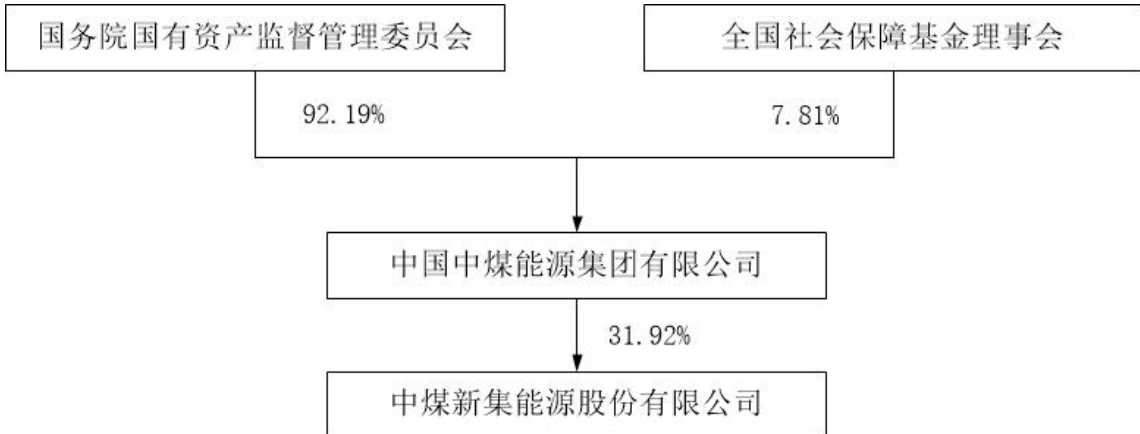 国务院国有资产监督管理委员会
全国社会保障基金理事会
92.19%
7.81%
中国中煤能源集团有限公司
31.92%
中煤新集能源股份有限公司